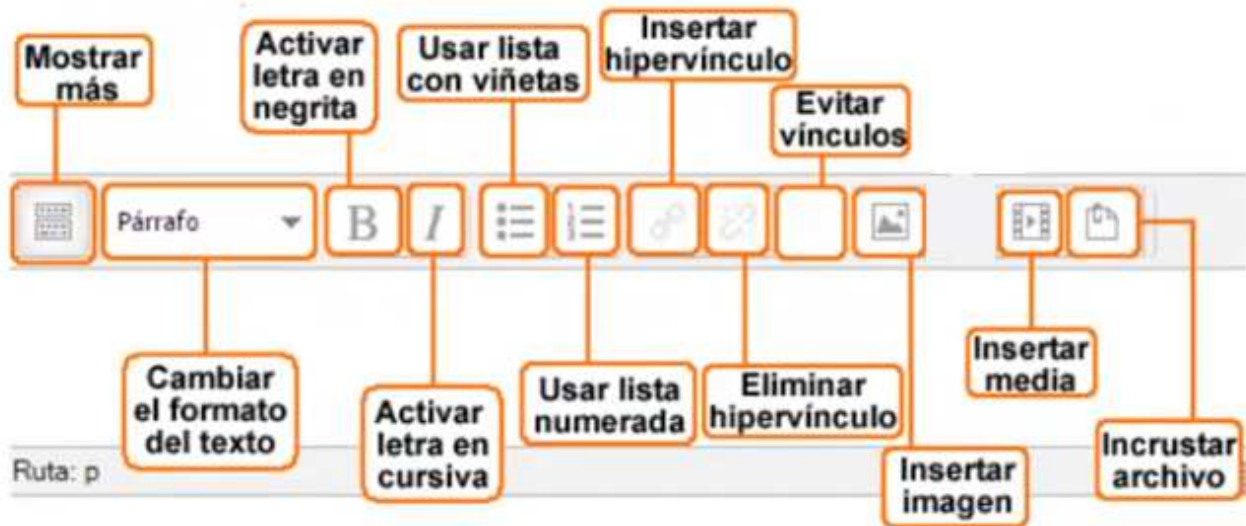 Mostrar
más
Activar
letra en
negrita
Usar lista
con viñetas
Insertar
hipervínculo
Evitar
vínculos
Párrafo
B
I
Cambiar
el formato
del texto
Activar
letra en
cursiva
Usar lista
numerada
Eliminar
hipervínculo
Insertar
imagen
Insertar
media
Incrustar
archivo
Ruta: p